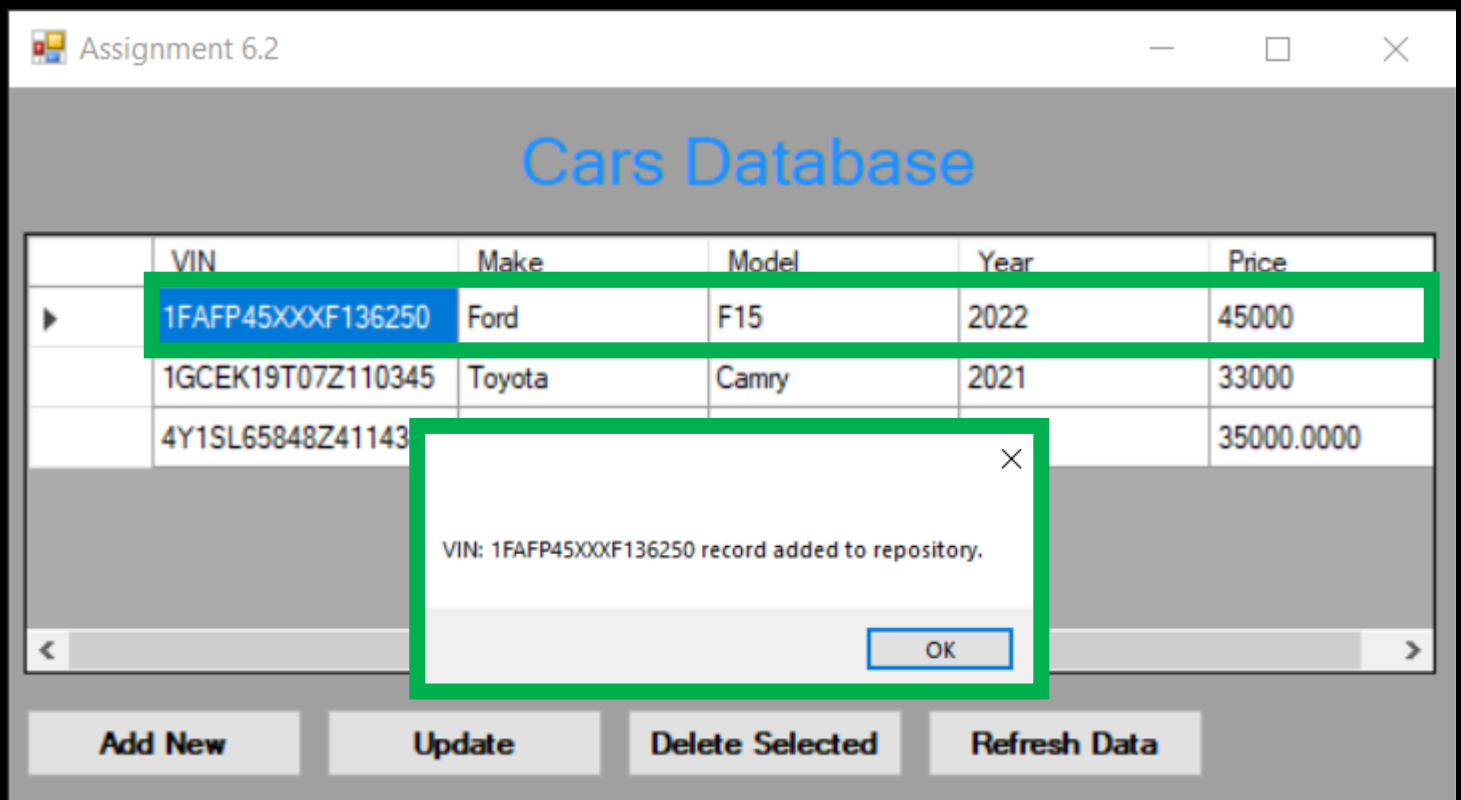 Assignment 6.2
Cars Database
VIN Make Model Year Price
1FAFP45XXXF136250 Ford F15 2022 45000
1GCEK19T07Z110345 Toyota Camry 2021 33000
4Y1SL65848Z41143 35000.0000
VIN: 1FAFP45XXXF136250 record added to repository.
OK
Add New Update Delete Selected Refresh Data